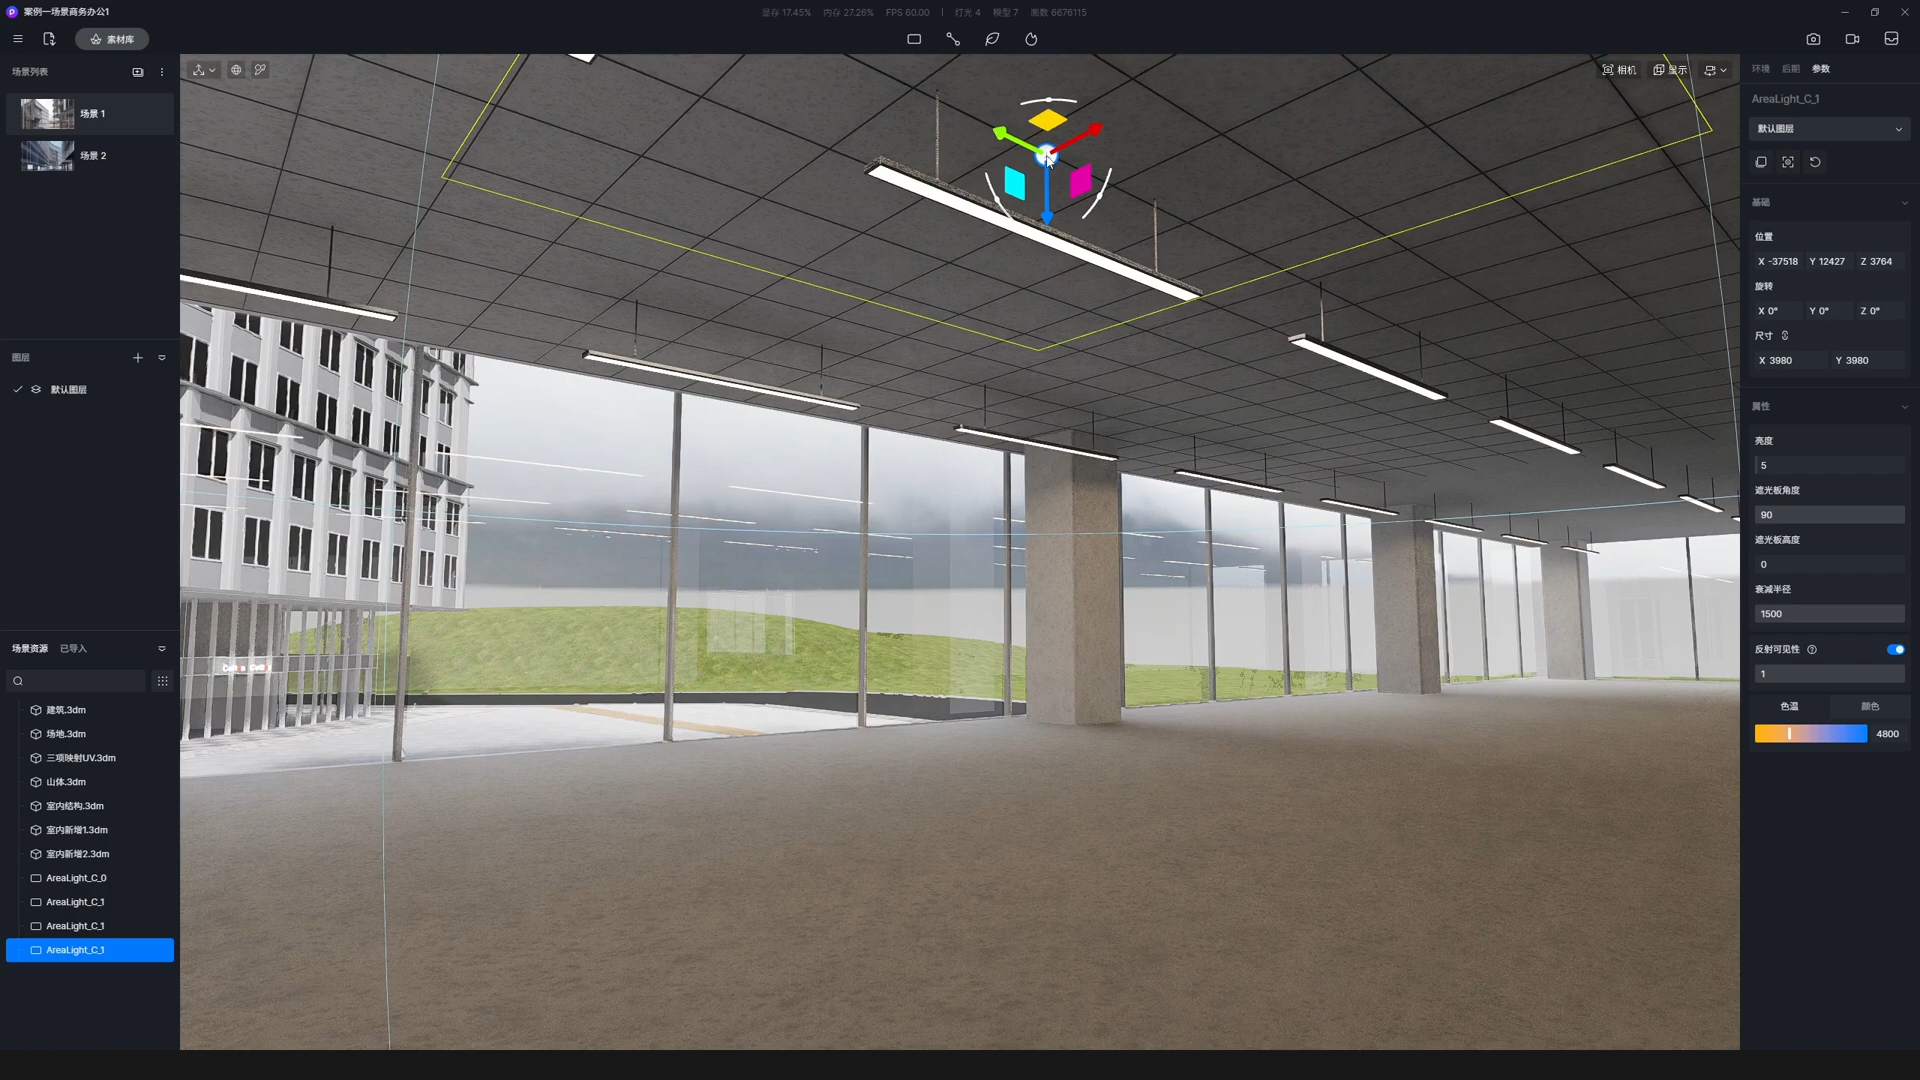 案例一场景商务办公1
显存 17.45% 内存 27.26% FPS 60.00 | 灯光 4 模型 7 面数 6676115
素材库
场景列表
场景 1
场景 2
图层
默认图层
场景资源 已导入
建筑.3dm
场地.3dm
三项映射UV.3dm
山体.3dm
室内结构.3dm
室内新增1.3dm
室内新增2.3dm
AreaLight_C_0
AreaLight_C_1
AreaLight_C_1
AreaLight_C_1
相机 显示
环境 后期 参数
AreaLight_C_1
默认图层
基础
位置
X -37518 Y 12427 Z 3764
旋转
X 0° Y 0° Z 0°
尺寸
X 3980 Y 3980
属性
亮度
5
遮光板角度
90
遮光板高度
0
衰减半径
1500
反射可见性
1
色温 颜色
4800